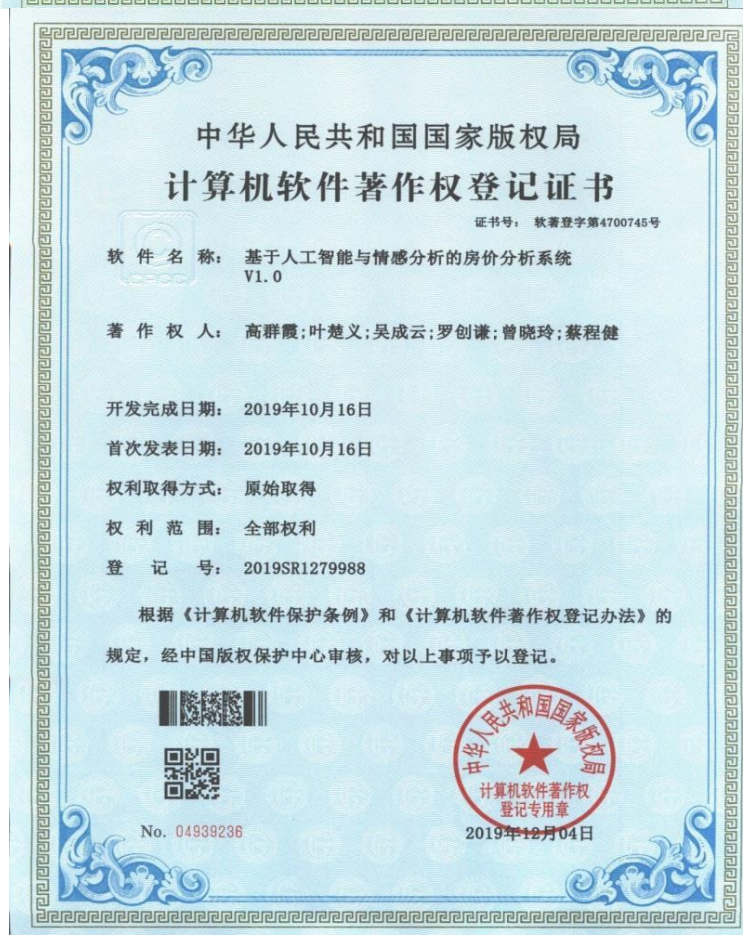 中华人民共和国国家版权局
计算机软件著作权登记证书
证书号： 软著登字第4700745号
CPCC
软件名称： 基于人工智能与情感分析的房价分析系统
V1.0
著作权人： 高群霞;叶楚义;吴成云;罗创谦;曾晓玲;蔡程健
开发完成日期： 2019年10月16日
首次发表日期： 2019年10月16日
权利取得方式： 原始取得
权利范围： 全部权利
登记号： 2019SR1279988
根据《计算机软件保护条例》和《计算机软件著作权登记办法》的
规定，经中国版权保护中心审核，对以上事项予以登记。
中华人民共和国国家版权局
计算机软件著作权
登记专用章
No. 04939236
2019年12月04日